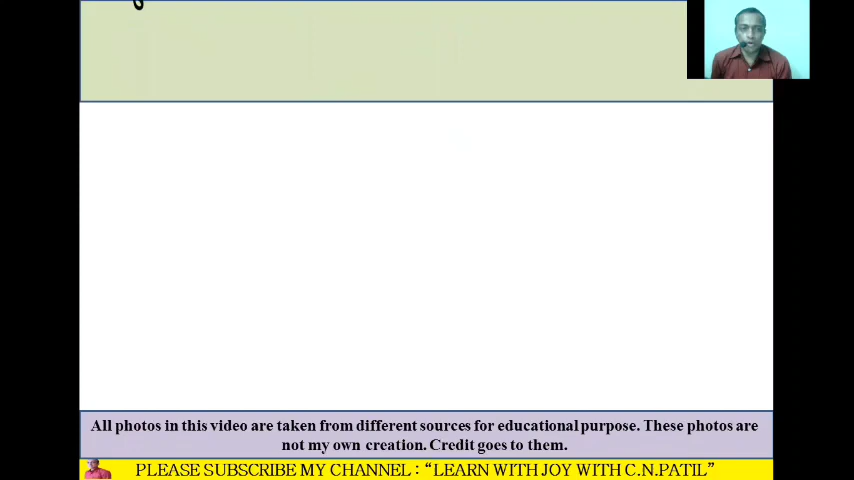 All photos in this video are taken from different sources for educational purpose. These photos are
not my own creation. Credit goes to them.
PLEASE SUBSCRIBE MY CHANNEL : “LEARN WITH JOY WITH C.N.PATIL”